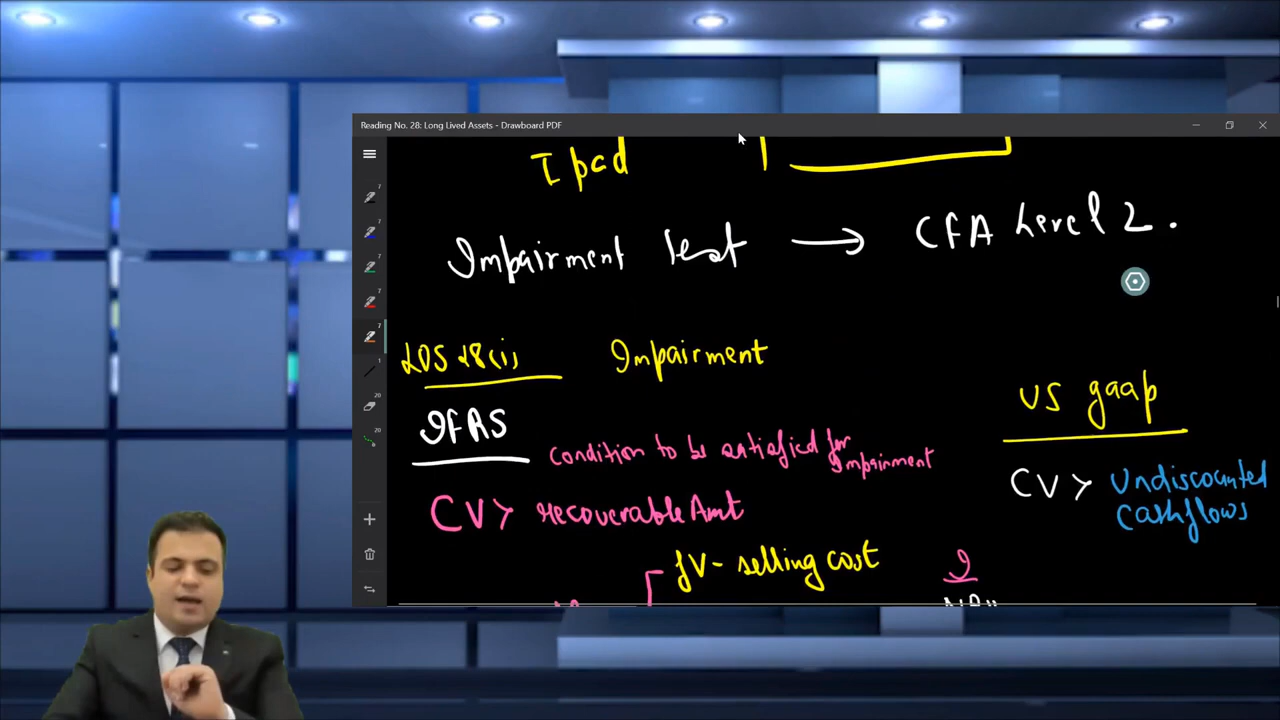 Reading No. 28: Long Lived Assets - Drawboard PDF
Ipad
Impairment test → CFA Level 2.
LOS 28(i) Impairment
US gaap
IFRS
condition to be satisfied for Impairment
CV > recoverable Amt
CV > Undiscounted Cashflows
fV - selling cost